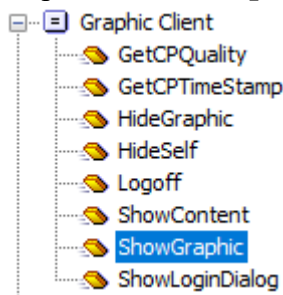 Graphic Client
GetCPQuality
GetCPTimeStamp
HideGraphic
HideSelf
Logoff
ShowContent
ShowGraphic
ShowLoginDialog